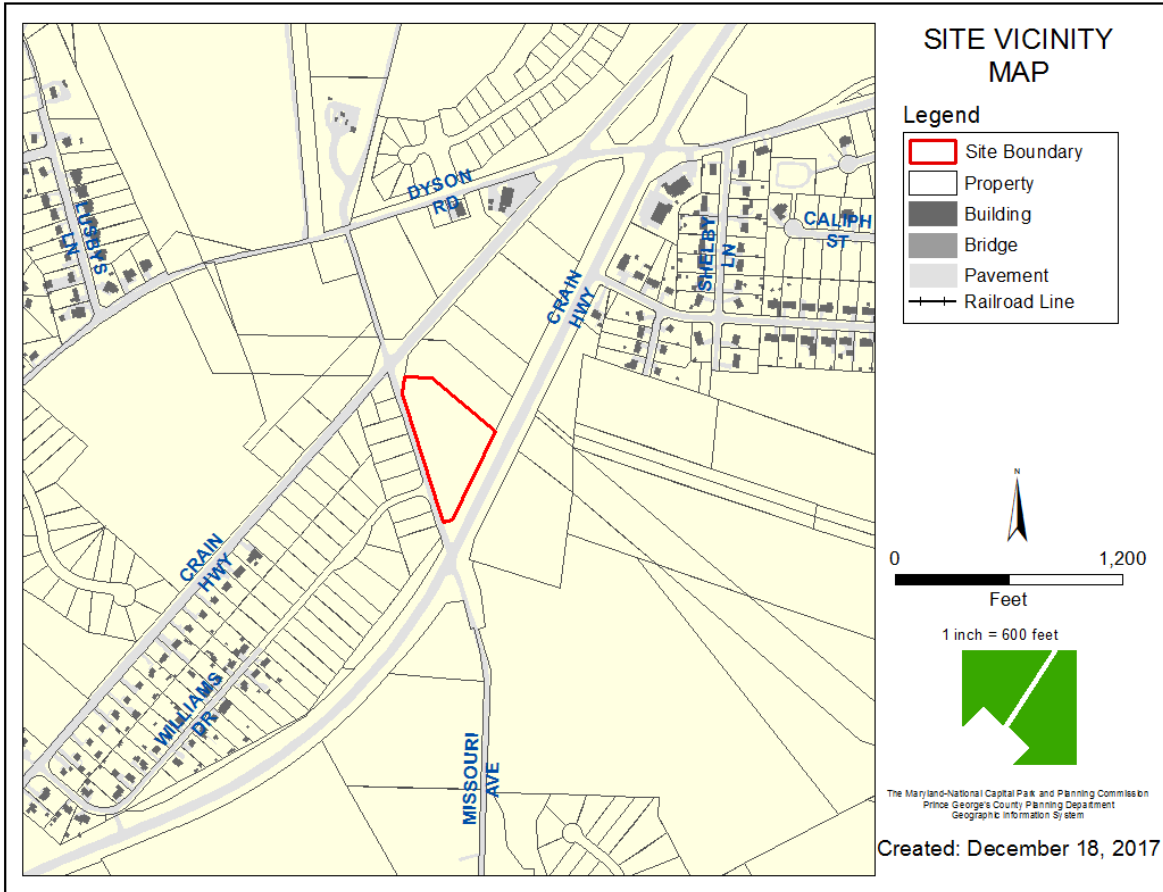 SITE VICINITY
MAP
Legend
Site Boundary
Property
Building
Bridge
Pavement
Railroad Line
DYSON
RD
LUSBYS
LN
SHELBY
LN
CALIPH
ST
CRAIN
HWY
CRAIN
HWY
WILLIAMS
DR
MISSOURI
AVE
N
0
1,200
Feet
1 inch = 600 feet
The Maryland-National Capital Park and Planning Commission
Prince George's County Planning Department
Geographic Information System
Created: December 18, 2017